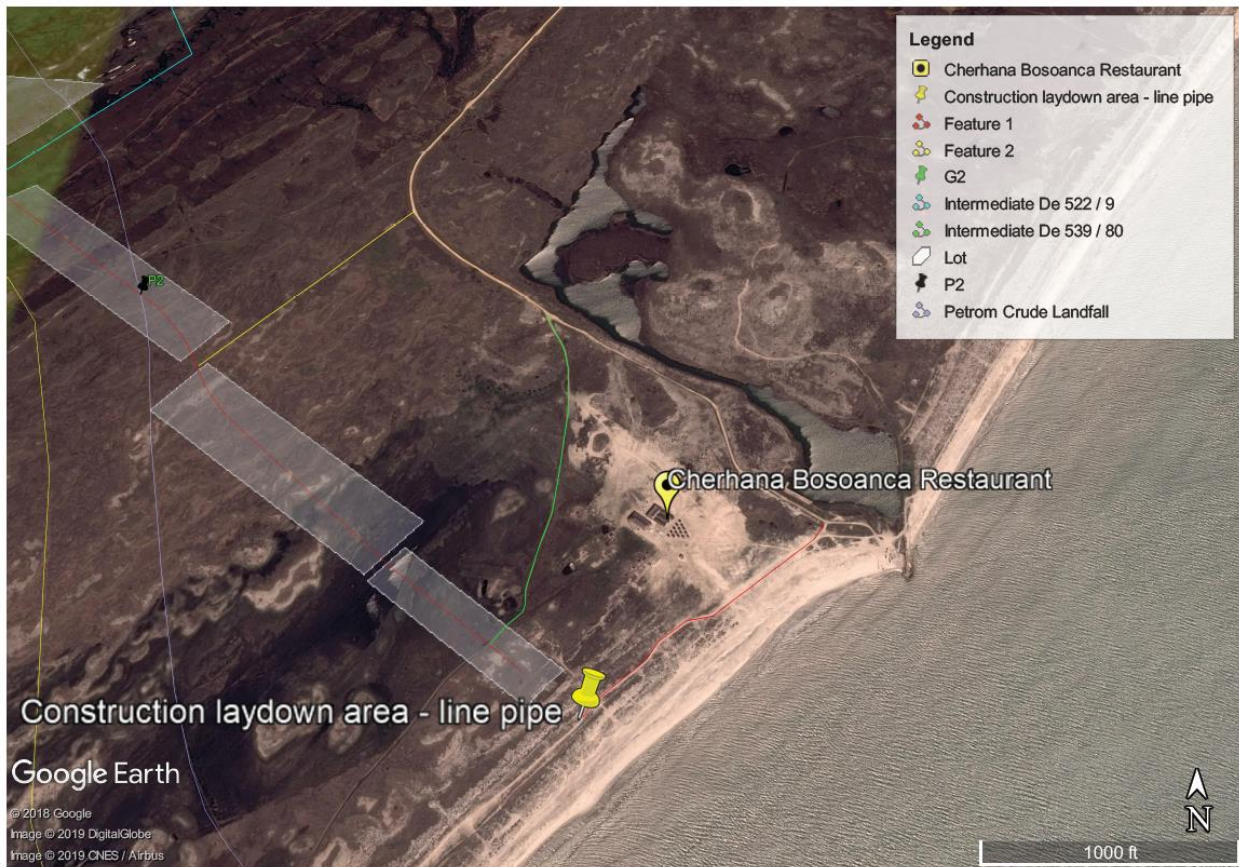 Legend
Cherhana Bosoanca Restaurant
Construction laydown area - line pipe
Feature 1
Feature 2
G2
Intermediate De 522 / 9
Intermediate De 539 / 80
Lot
P2
Petrom Crude Landfall
P2
Cherhana Bosoanca Restaurant
Construction laydown area - line pipe
Google Earth
© 2018 Google
Image © 2019 DigitalGlobe
Image © 2019 CNES / Airbus
N
1000 ft